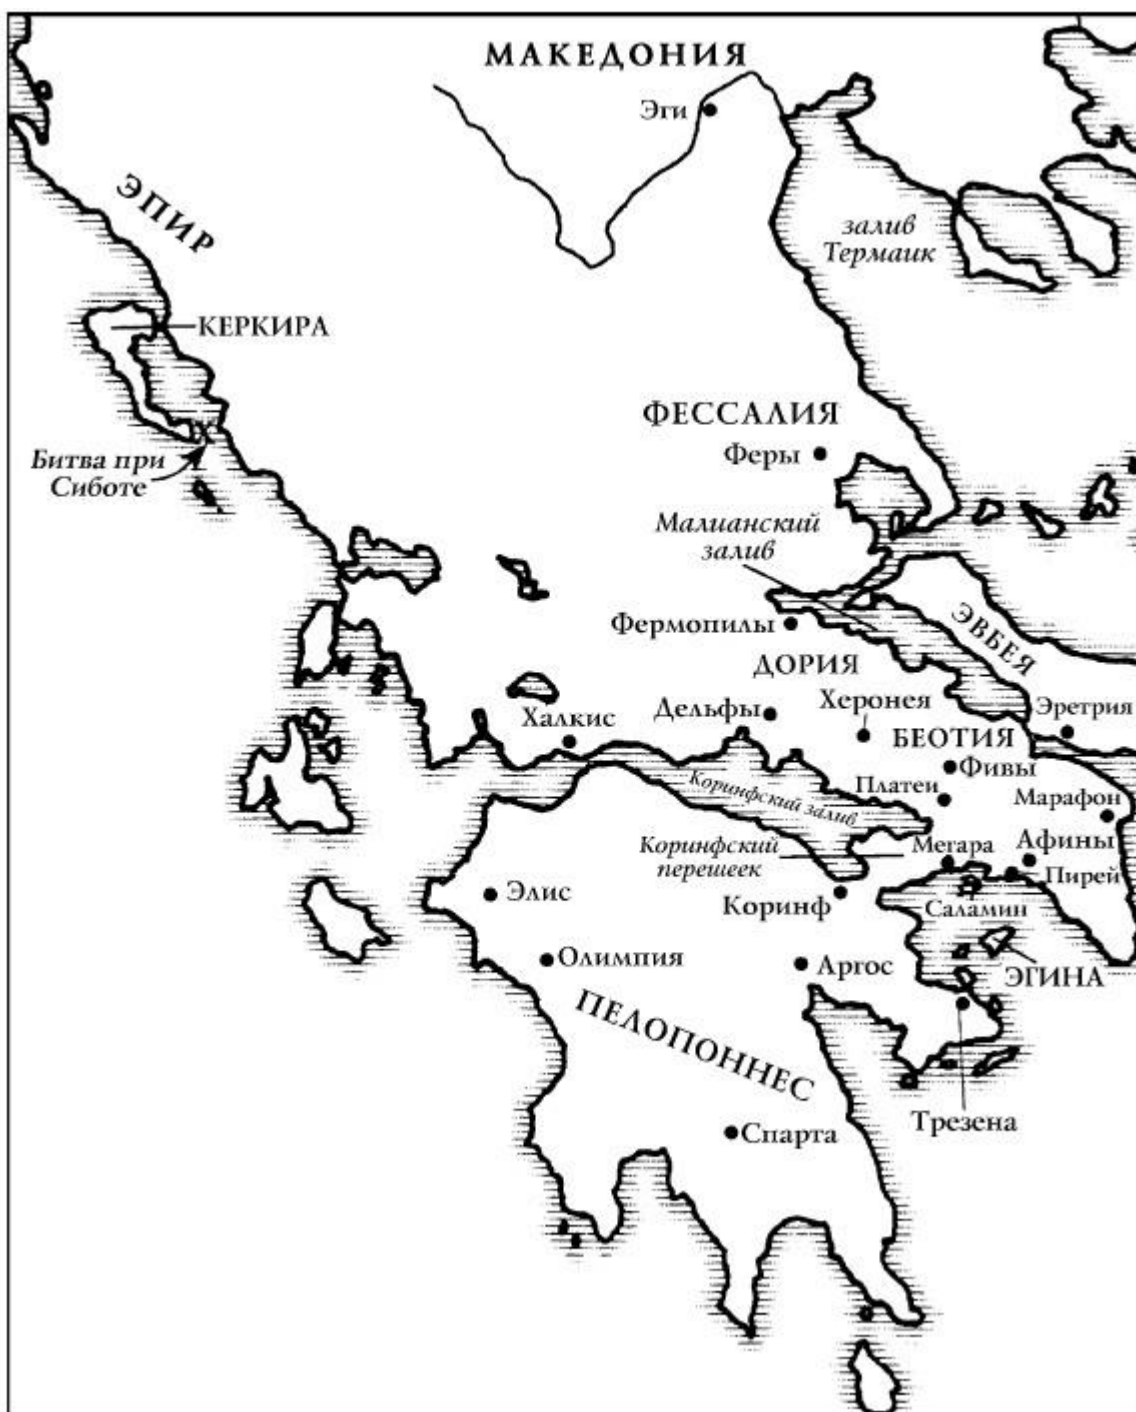 МАКЕДОНИЯ
Эги
ЭПИР
залив
Термаик
КЕРКИРА
ФЕССАЛИЯ
Феры
Битва при
Сиботе
Малианский
залив
Фермопилы
ЭВБЕЯ
ДОРИЯ
Халкис
Дельфы
Херонея
Эретрия
БЕОТИЯ
Фивы
Коринфский залив
Платеи
Марафон
Коринфский
перешеек
Мегара
Афины
Пирей
Элис
Коринф
Саламин
Олимпия
Аргос
ЭГИНА
ПЕЛОПОННЕС
Трезена
Спарта